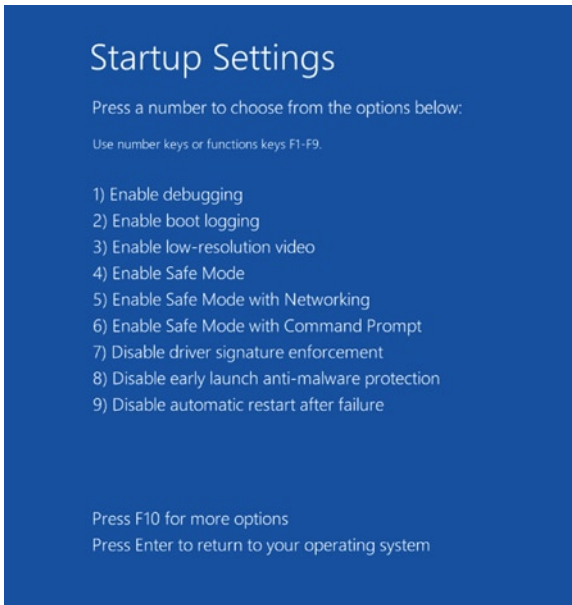 Startup Settings
Press a number to choose from the options below:
Use number keys or functions keys F1-F9.
1) Enable debugging
2) Enable boot logging
3) Enable low-resolution video
4) Enable Safe Mode
5) Enable Safe Mode with Networking
6) Enable Safe Mode with Command Prompt
7) Disable driver signature enforcement
8) Disable early launch anti-malware protection
9) Disable automatic restart after failure
Press F10 for more options
Press Enter to return to your operating system